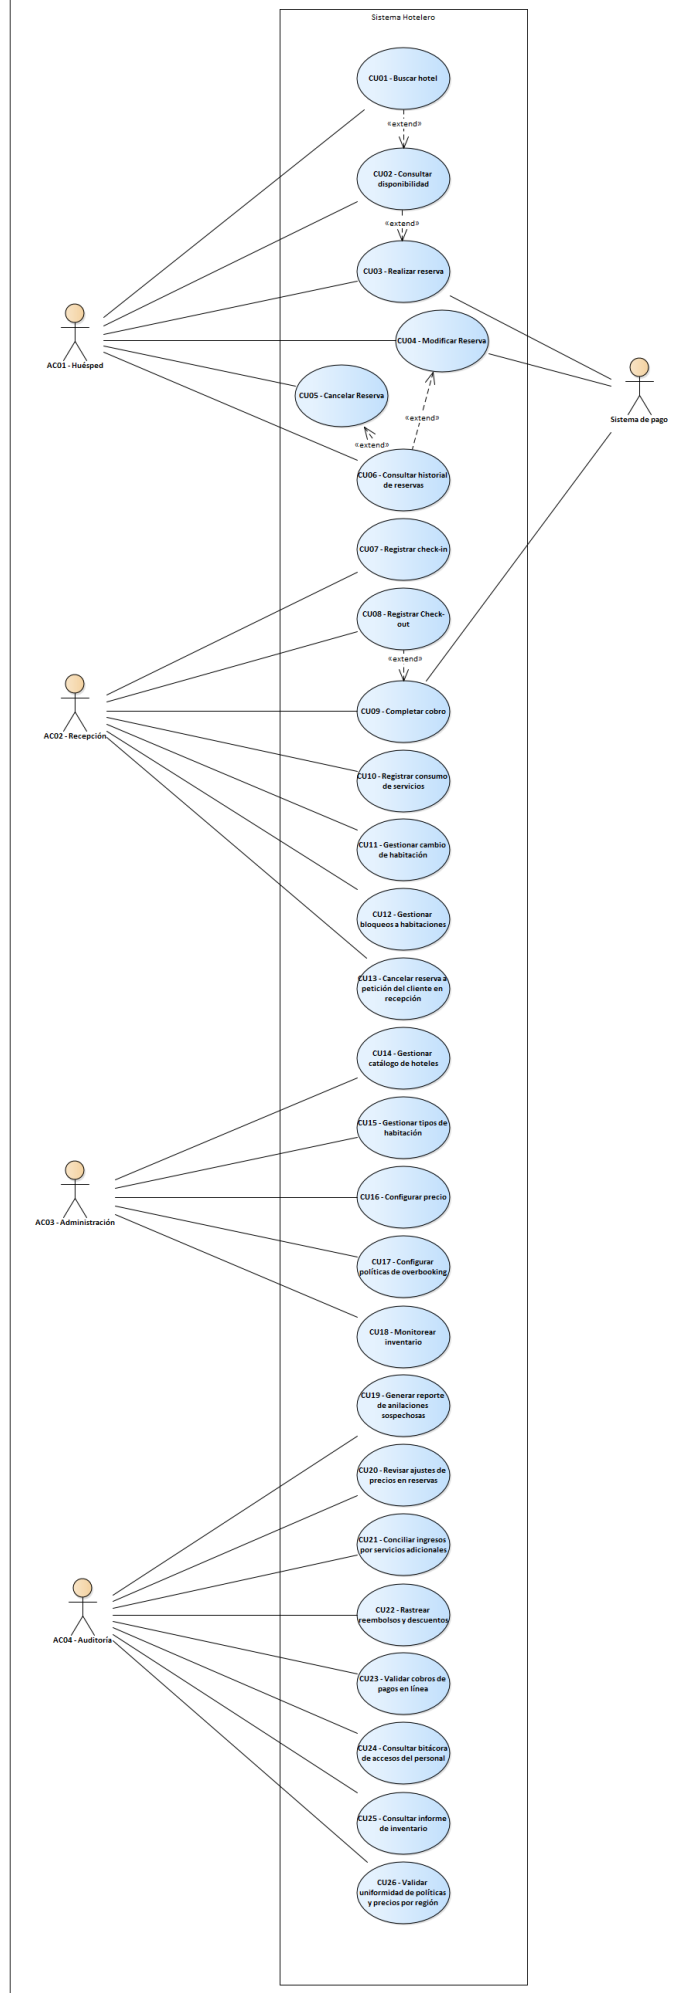 Sistema Hotelero
CU01 - Buscar hotel
«extend»
CU02 - Consultar
disponibilidad
«extend»
CU03 - Realizar reserva
CU04 - Modificar Reserva
AC01 - Huésped
CU05 - Cancelar Reserva
Sistema de pago
«extend»
«extend»
CU06 - Consultar historial
de reservas
CU07 - Registrar check-in
CU08 - Registrar Check-
out
«extend»
CU09 - Completar cobro
AC02 - Recepción
CU10 - Registrar consumo
de servicios
CU11 - Gestionar cambio
de habitación
CU12 - Gestionar
bloqueos a habitaciones
CU13 - Cancelar reserva a
petición del cliente en
recepción
CU14 - Gestionar
catálogo de hoteles
CU15 - Gestionar tipos de
habitación
CU16 - Configurar precio
AC03 - Administración
CU17 - Configurar
políticas de overbooking
CU18 - Monitorear
inventario
CU19 - Generar reporte
de anilaciones
sospechosas
CU20 - Revisar ajustes de
precios en reservas
CU21 - Conciliar ingresos
por servicios adicionales
CU22 - Rastrear
reembolsos y descuentos
AC04 - Auditoría
CU23 - Validar cobros de
pagos en línea
CU24 - Consultar bitácora
de accesos del personal
CU25 - Consultar informe
de inventario
CU26 - Validar
uniformidad de políticas
y precios por región